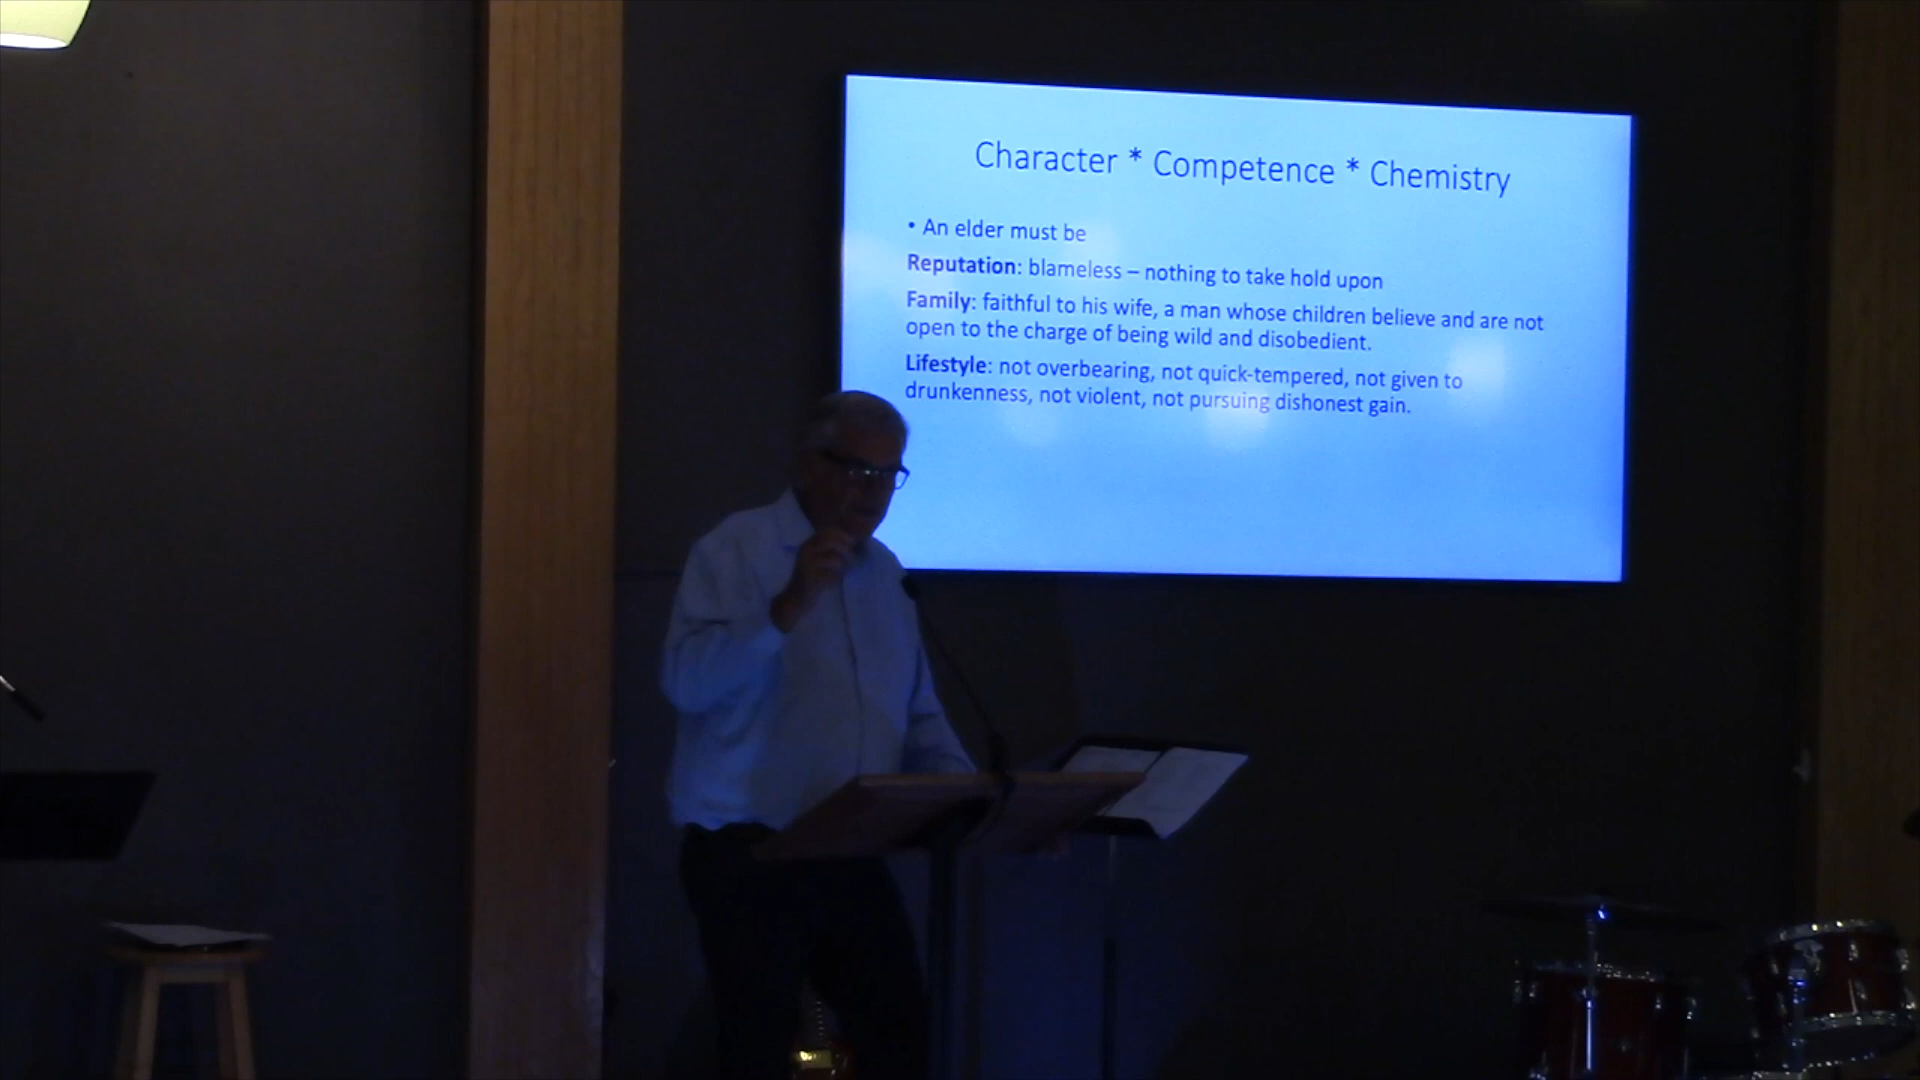 Character * Competence * Chemistry
• An elder must be
Reputation: blameless – nothing to take hold upon
Family: faithful to his wife, a man whose children believe and are not
open to the charge of being wild and disobedient.
Lifestyle: not overbearing, not quick-tempered, not given to
drunkenness, not violent, not pursuing dishonest gain.